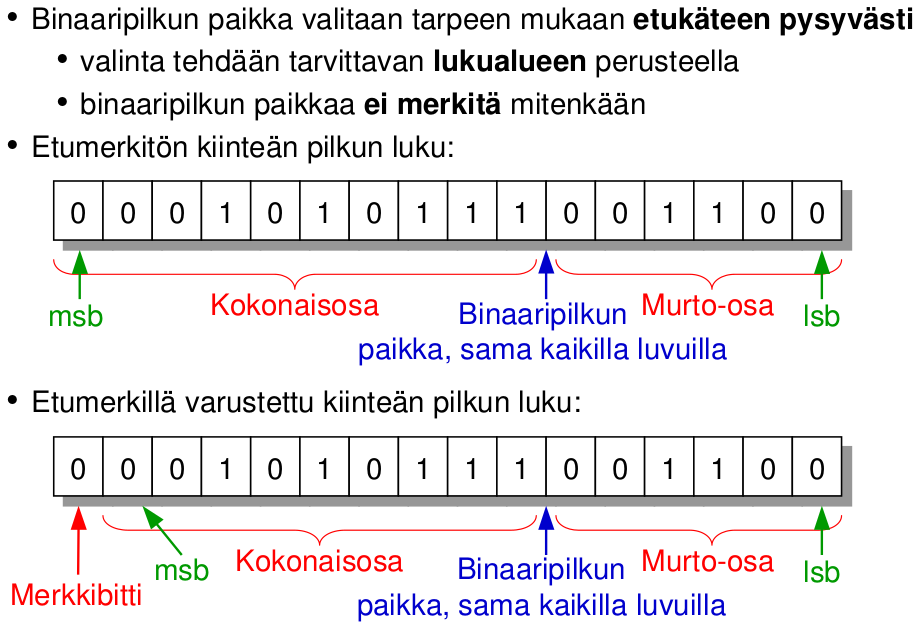 • Binaaripilkun paikka valitaan tarpeen mukaan etukäteen pysyvästi
• valinta tehdään tarvittavan lukualueen perusteella
• binaaripilkun paikkaa ei merkitä mitenkään
• Etumerkitön kiinteän pilkun luku:
0 0 0 1 0 1 0 1 1 1 0 0 1 1 0 0
msb Kokonaisosa Binaaripilkun Murto-osa lsb
paikka, sama kaikilla luvuilla
• Etumerkillä varustettu kiinteän pilkun luku:
0 0 0 1 0 1 0 1 1 1 0 0 1 1 0 0
msb Kokonaisosa Binaaripilkun Murto-osa lsb
Merkkibitti paikka, sama kaikilla luvuilla